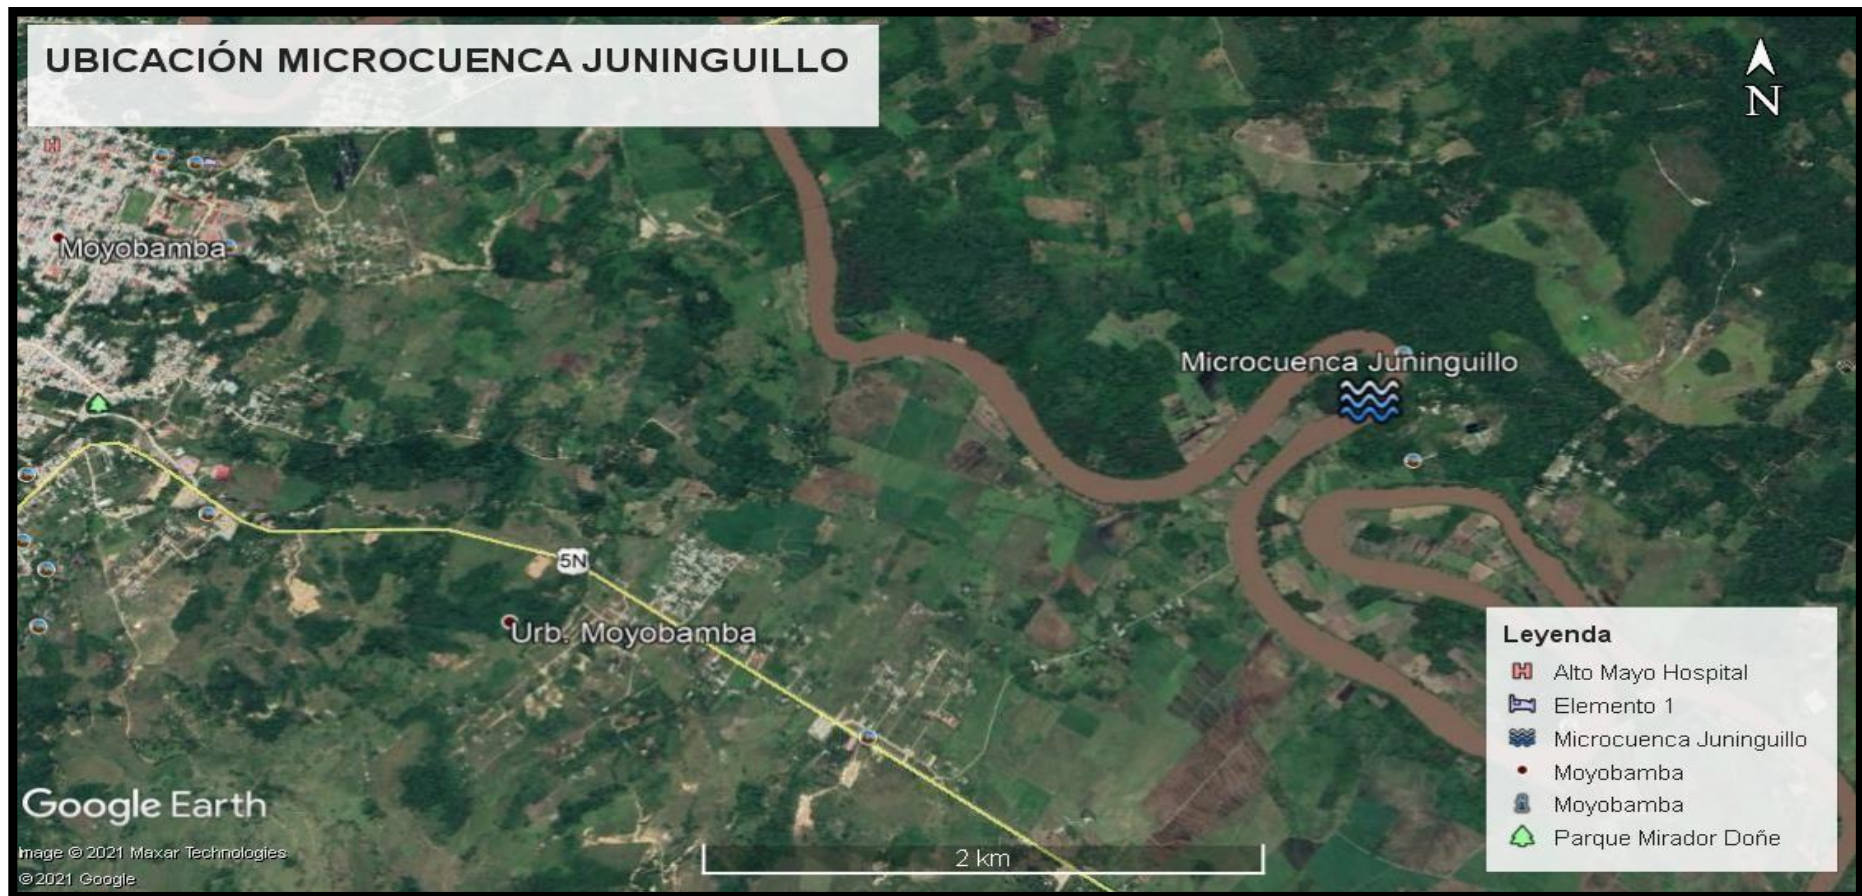 UBICACIÓN MICROCUENCA JUNINGUILLO
N
Moyobamba
Microcuenca Juninguillo
5N
Urb. Moyobamba
Leyenda
Alto Mayo Hospital
Elemento 1
Microcuenca Juninguillo
Moyobamba
Moyobamba
Parque Mirador Doñe
Google Earth
Image © 2021 Maxar Technologies
© 2021 Google
2 km